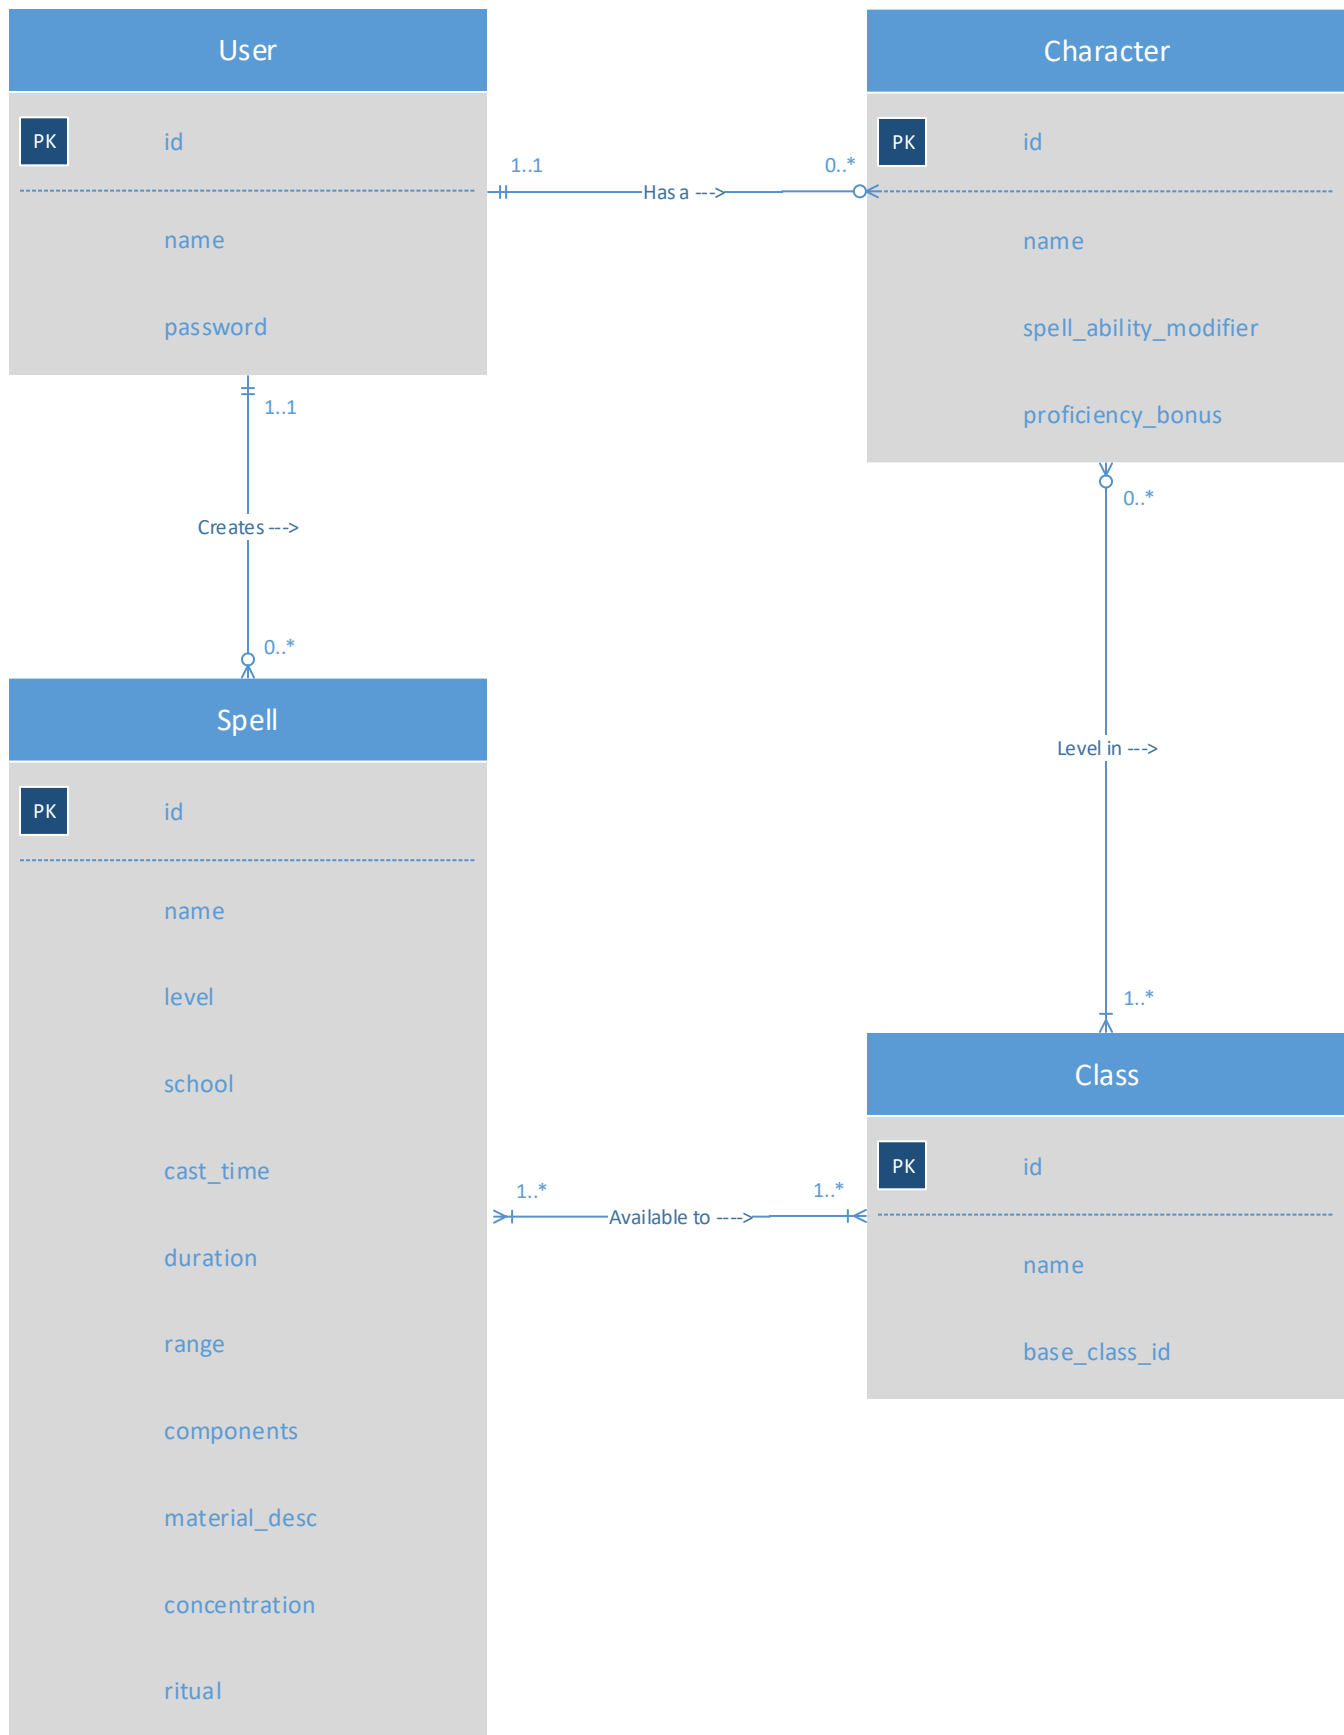 User
PK id
name
password
1..1
Has a --->
0..*
Character
PK id
name
spell_ability_modifier
proficiency_bonus
1..1
Creates --->
0..*
0..*
Level in --->
1..*
Spell
PK id
name
level
school
cast_time
duration
range
components
material_desc
concentration
ritual
1..*
Available to ---->
1..*
Class
PK id
name
base_class_id